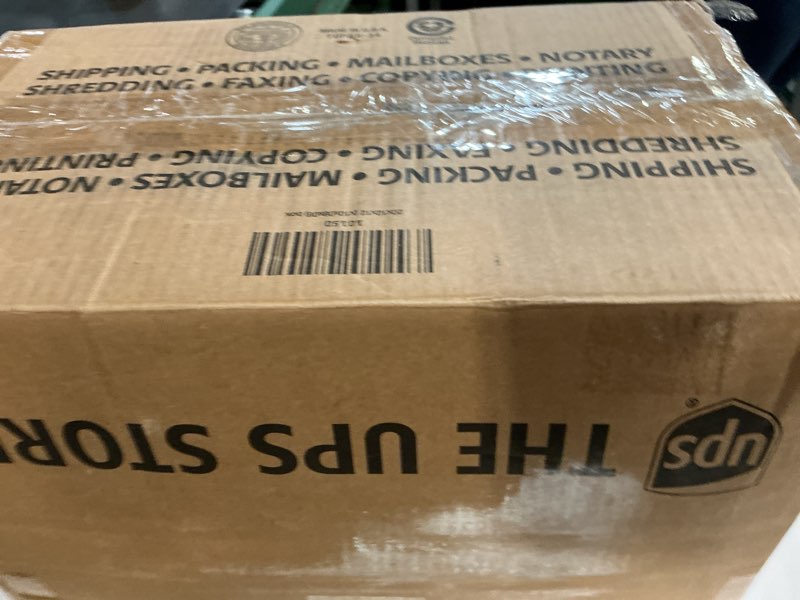 SHIPPING • PACKING • MAILBOXES • NOTARY
SHREDDING • FAXING • COPYING • PRINTING
SHIPPING • PACKING • MAILBOXES • NOTA
SHREDDING • FAXING • COPYING • PRINTIN
ups ® THE UPS STOR